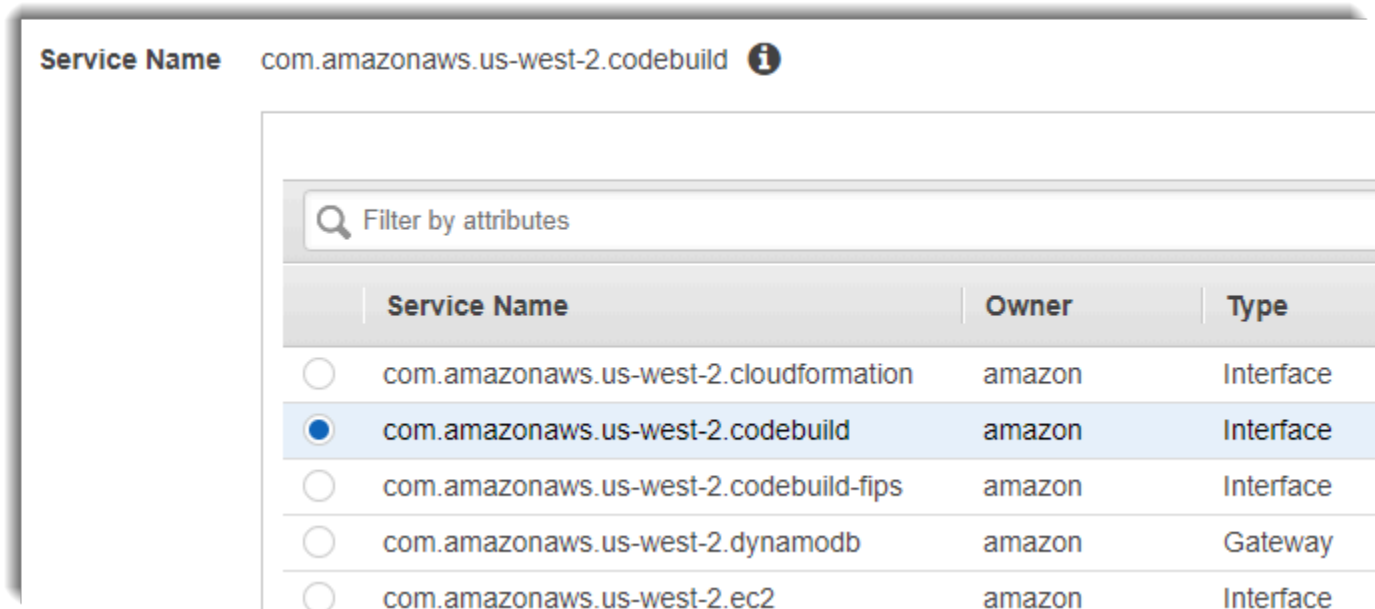 Service Name com.amazonaws.us-west-2.codebuild
Filter by attributes
Service Name Owner Type
com.amazonaws.us-west-2.cloudformation amazon Interface
com.amazonaws.us-west-2.codebuild amazon Interface
com.amazonaws.us-west-2.codebuild-fips amazon Interface
com.amazonaws.us-west-2.dynamodb amazon Gateway
com.amazonaws.us-west-2.ec2 amazon Interface